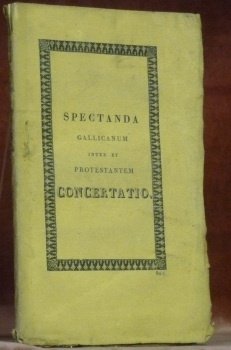 SPECTANDA
GALLICANUM
INTER ET
PROTESTANTEM
CONCERTATIO.